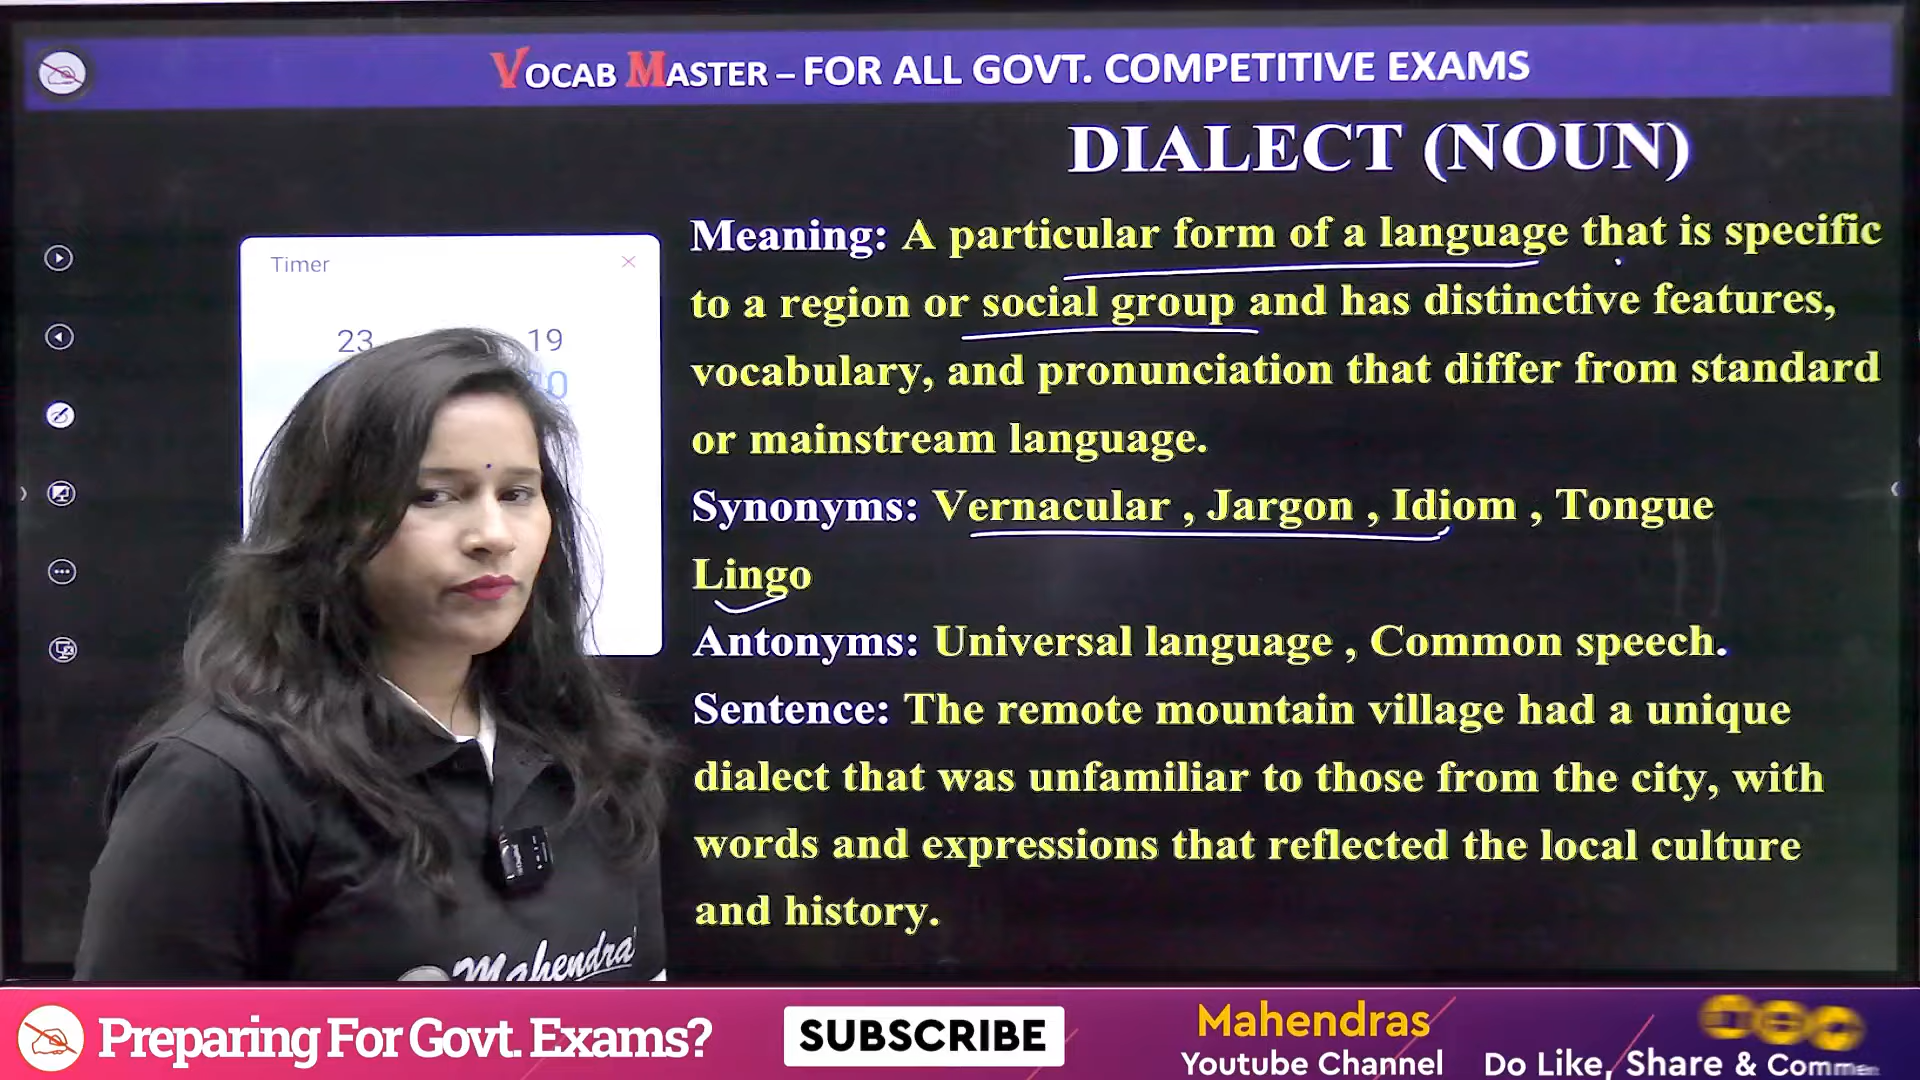 VOCAB MASTER – FOR ALL GOVT. COMPETITIVE EXAMS
DIALECT (NOUN)
Meaning: A particular form of a language that is specific
to a region or social group and has distinctive features,
vocabulary, and pronunciation that differ from standard
or mainstream language.
Synonyms: Vernacular , Jargon , Idiom , Tongue
Lingo
Antonyms: Universal language , Common speech.
Sentence: The remote mountain village had a unique
dialect that was unfamiliar to those from the city, with
words and expressions that reflected the local culture
and history.
Timer
23 19
Mahendra's
Preparing For Govt. Exams?
SUBSCRIBE
Mahendras
Youtube Channel
Do Like, Share &